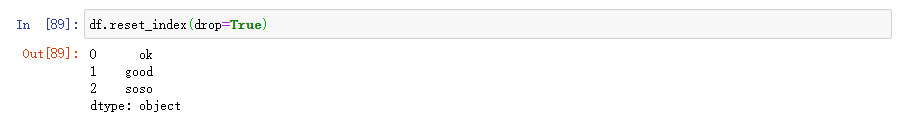 In [89]: df.reset_index(drop=True)
Out[89]: 0 ok
1 good
2 soso
dtype: object